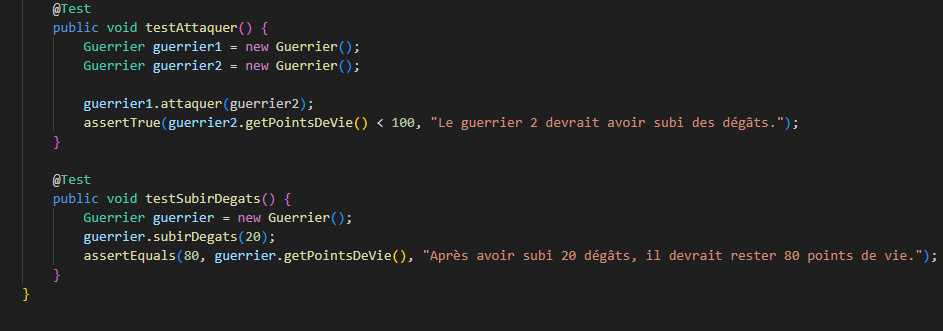 @Test
public void testAttaquer() {
Guerrier guerrier1 = new Guerrier();
Guerrier guerrier2 = new Guerrier();
guerrier1.attaquer(guerrier2);
assertTrue(guerrier2.getPointsDeVie() < 100, "Le guerrier 2 devrait avoir subi des dégâts.");
}
@Test
public void testSubirDegats() {
Guerrier guerrier = new Guerrier();
guerrier.subirDegats(20);
assertEquals(80, guerrier.getPointsDeVie(), "Après avoir subi 20 dégâts, il devrait rester 80 points de vie.");
}
}